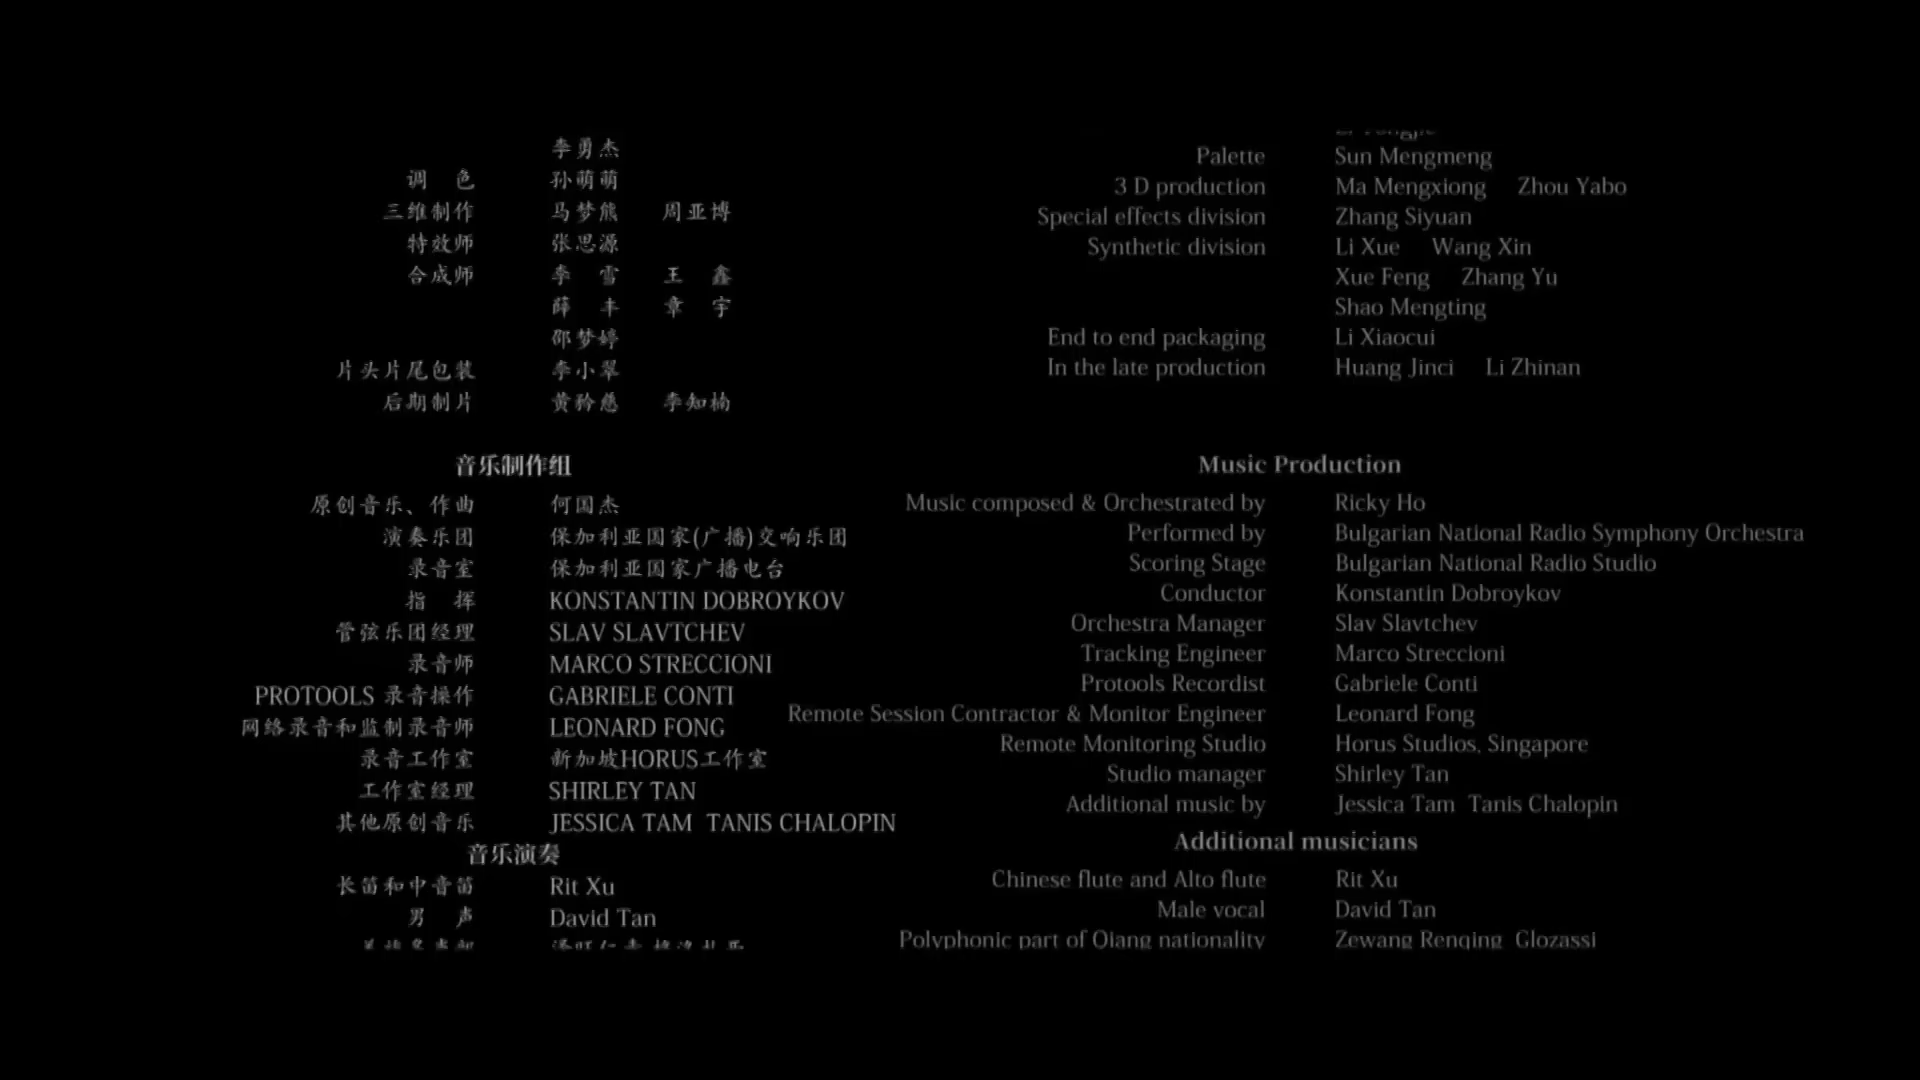 李勇杰
调 色 孙萌萌
三维制作 马梦熊 周亚博
特效师 张思源
合成师 李 雪 王 鑫
薛 丰 章 宇
邵梦婷
片头片尾包装 李小翠
后期制片 黄矜慈 李知楠
音乐制作组
原创音乐、作曲 何国杰
演奏乐团 保加利亚国家(广播)交响乐团
录音室 保加利亚国家广播电台
指 挥 KONSTANTIN DOBROYKOV
管弦乐团经理 SLAV SLAVTCHEV
录音师 MARCO STRECCIONI
PROTOOLS 录音操作 GABRIELE CONTI
网络录音和监制录音师 LEONARD FONG
录音工作室 新加坡HORUS工作室
工作室经理 SHIRLEY TAN
其他原创音乐 JESSICA TAM TANIS CHALOPIN
音乐演奏
长笛和中音笛 Rit Xu
男 声 David Tan
Palette Sun Mengmeng
3 D production Ma Mengxiong Zhou Yabo
Special effects division Zhang Siyuan
Synthetic division Li Xue Wang Xin
Xue Feng Zhang Yu
Shao Mengting
End to end packaging Li Xiaocui
In the late production Huang Jinci Li Zhinan
Music Production
Music composed & Orchestrated by Ricky Ho
Performed by Bulgarian National Radio Symphony Orchestra
Scoring Stage Bulgarian National Radio Studio
Conductor Konstantin Dobroykov
Orchestra Manager Slav Slavtchev
Tracking Engineer Marco Streccioni
Protools Recordist Gabriele Conti
Remote Session Contractor & Monitor Engineer Leonard Fong
Remote Monitoring Studio Horus Studios, Singapore
Studio manager Shirley Tan
Additional music by Jessica Tam Tanis Chalopin
Additional musicians
Chinese flute and Alto flute Rit Xu
Male vocal David Tan
Polyphonic part of Qiang nationality Zewang Renqing Glozassi